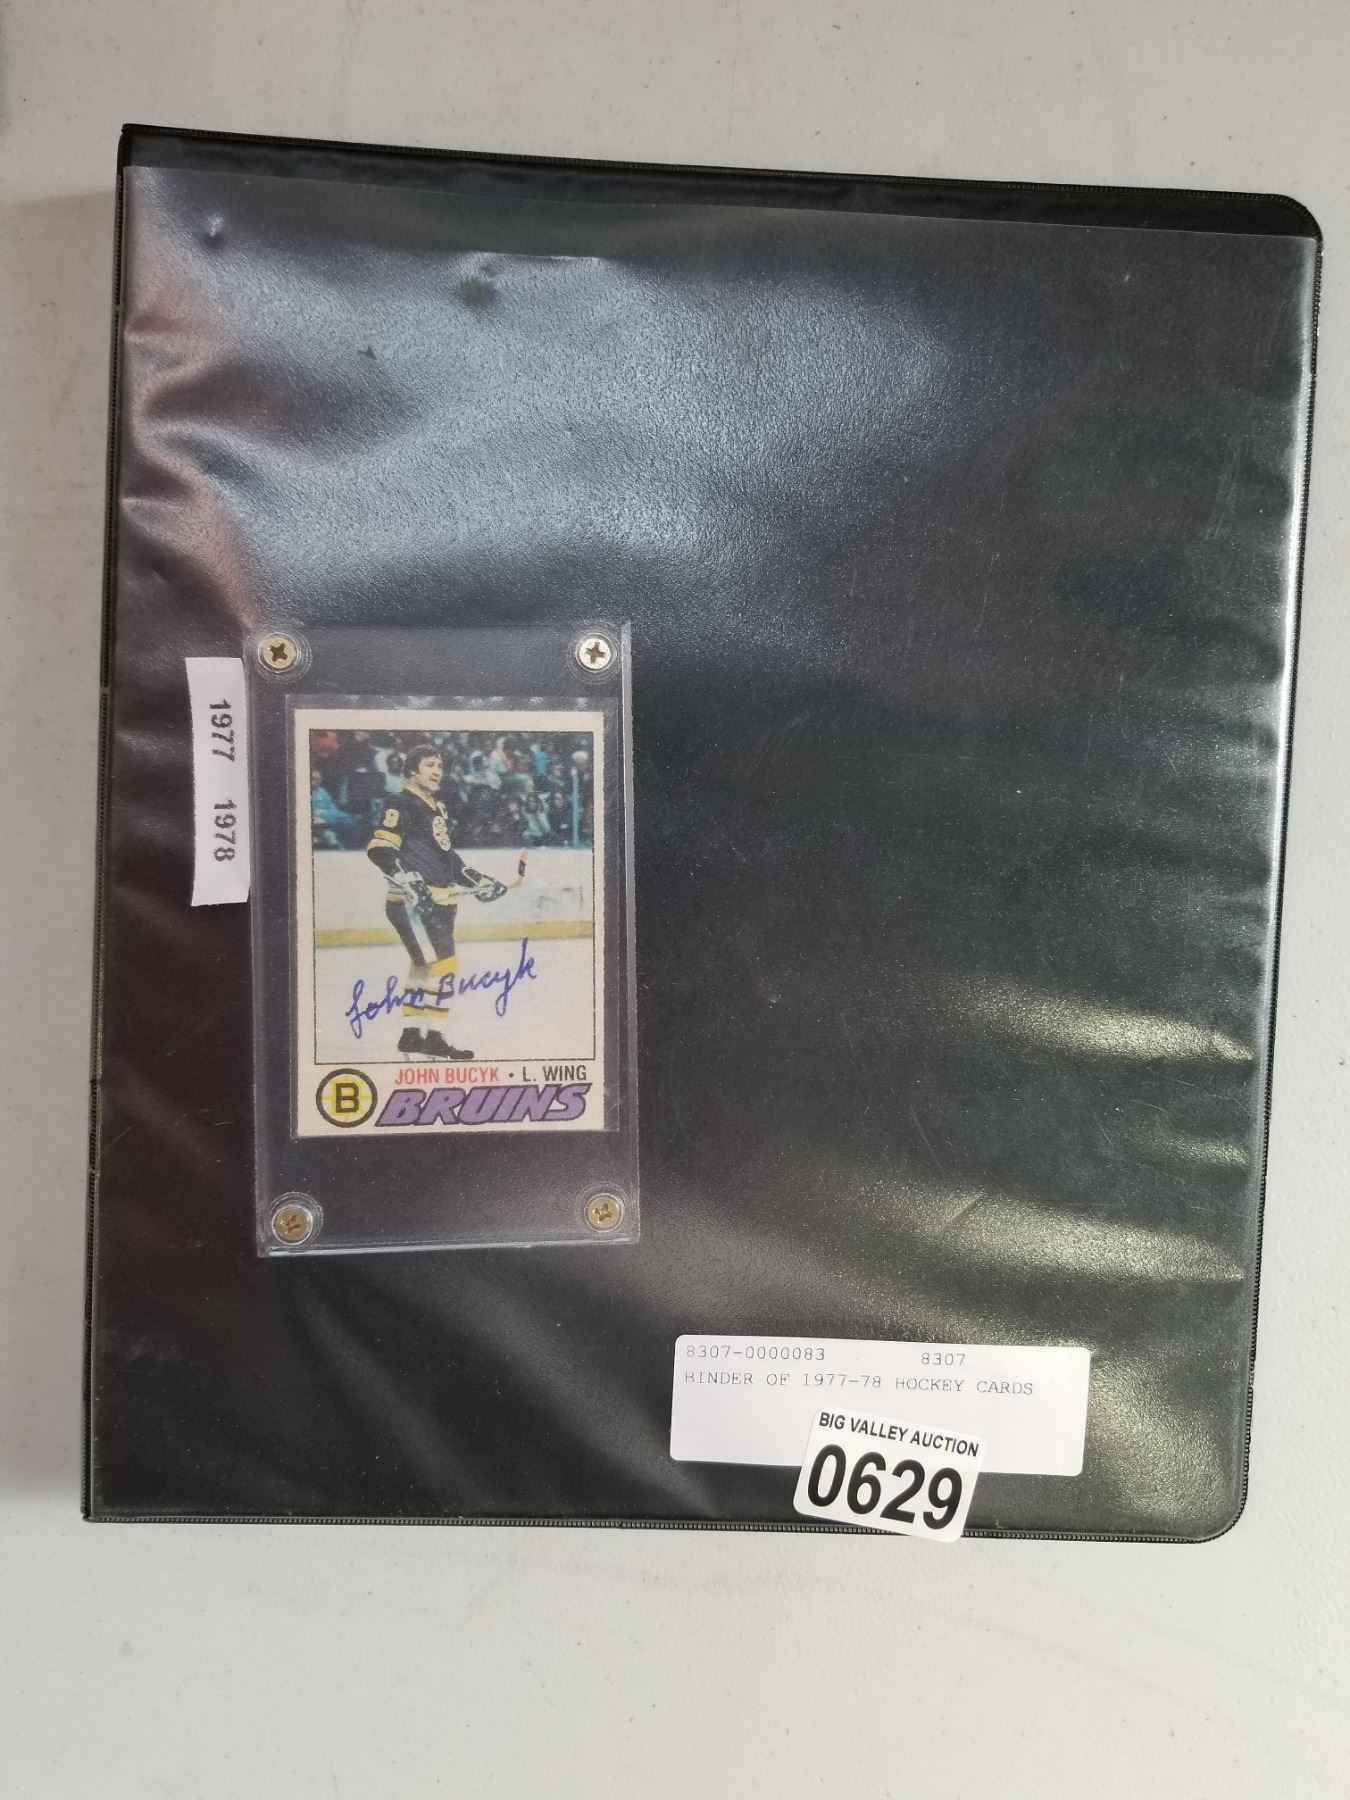 1977 1978
8
John Bucyk
JOHN BUCYK • L. WING
B
BRUINS
8307-0000083 8307
BINDER OF 1977-78 HOCKEY CARDS
BIG VALLEY AUCTION
0629